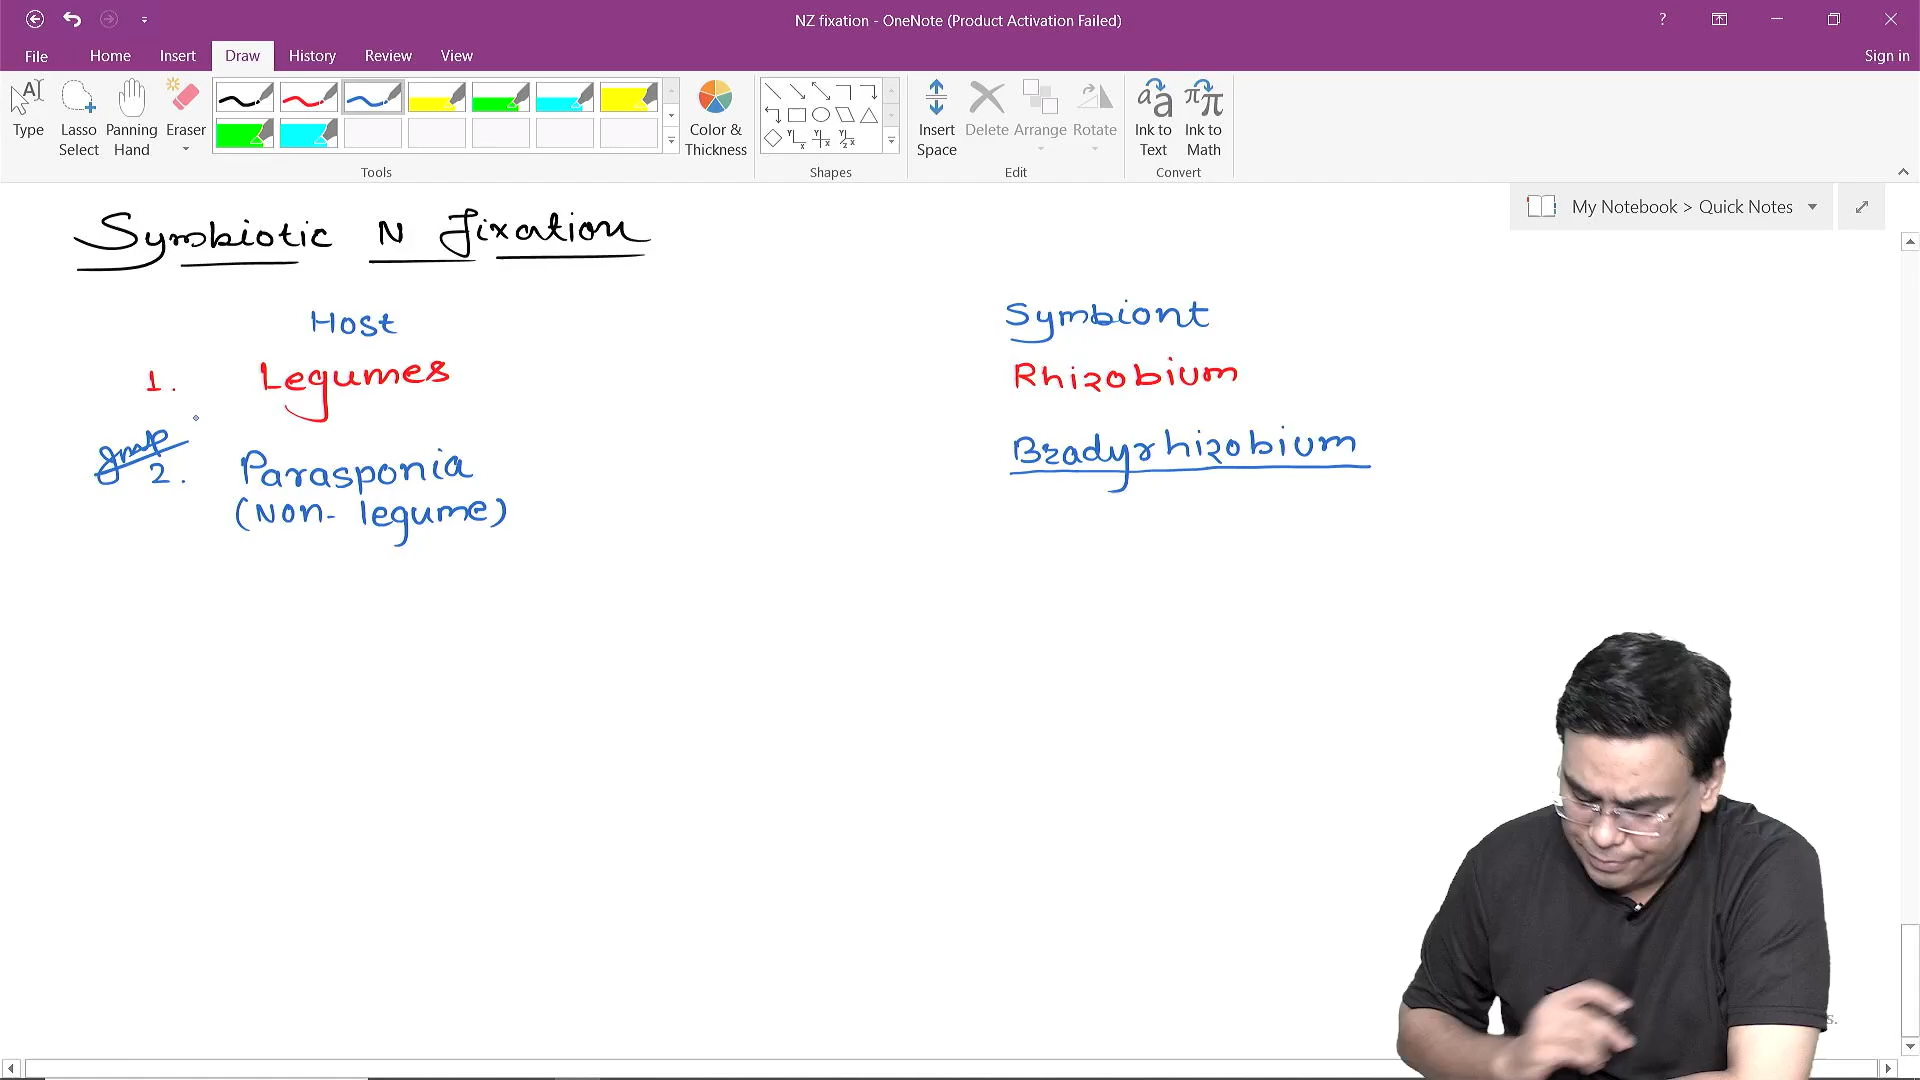 NZ fixation - OneNote (Product Activation Failed)
?
File Home Insert Draw History Review View
Sign in
Type
Lasso Select
Panning Hand
Eraser
Color & Thickness
Insert Space
Delete
Arrange
Rotate
Ink to Text
Ink to Math
Tools
Shapes
Edit
Convert
My Notebook > Quick Notes
Symbiotic N Fixation
Host Symbiont
1. Legumes Rhizobium
Imp
2. Parasponia Bradyrhizobium
(Non-legume)